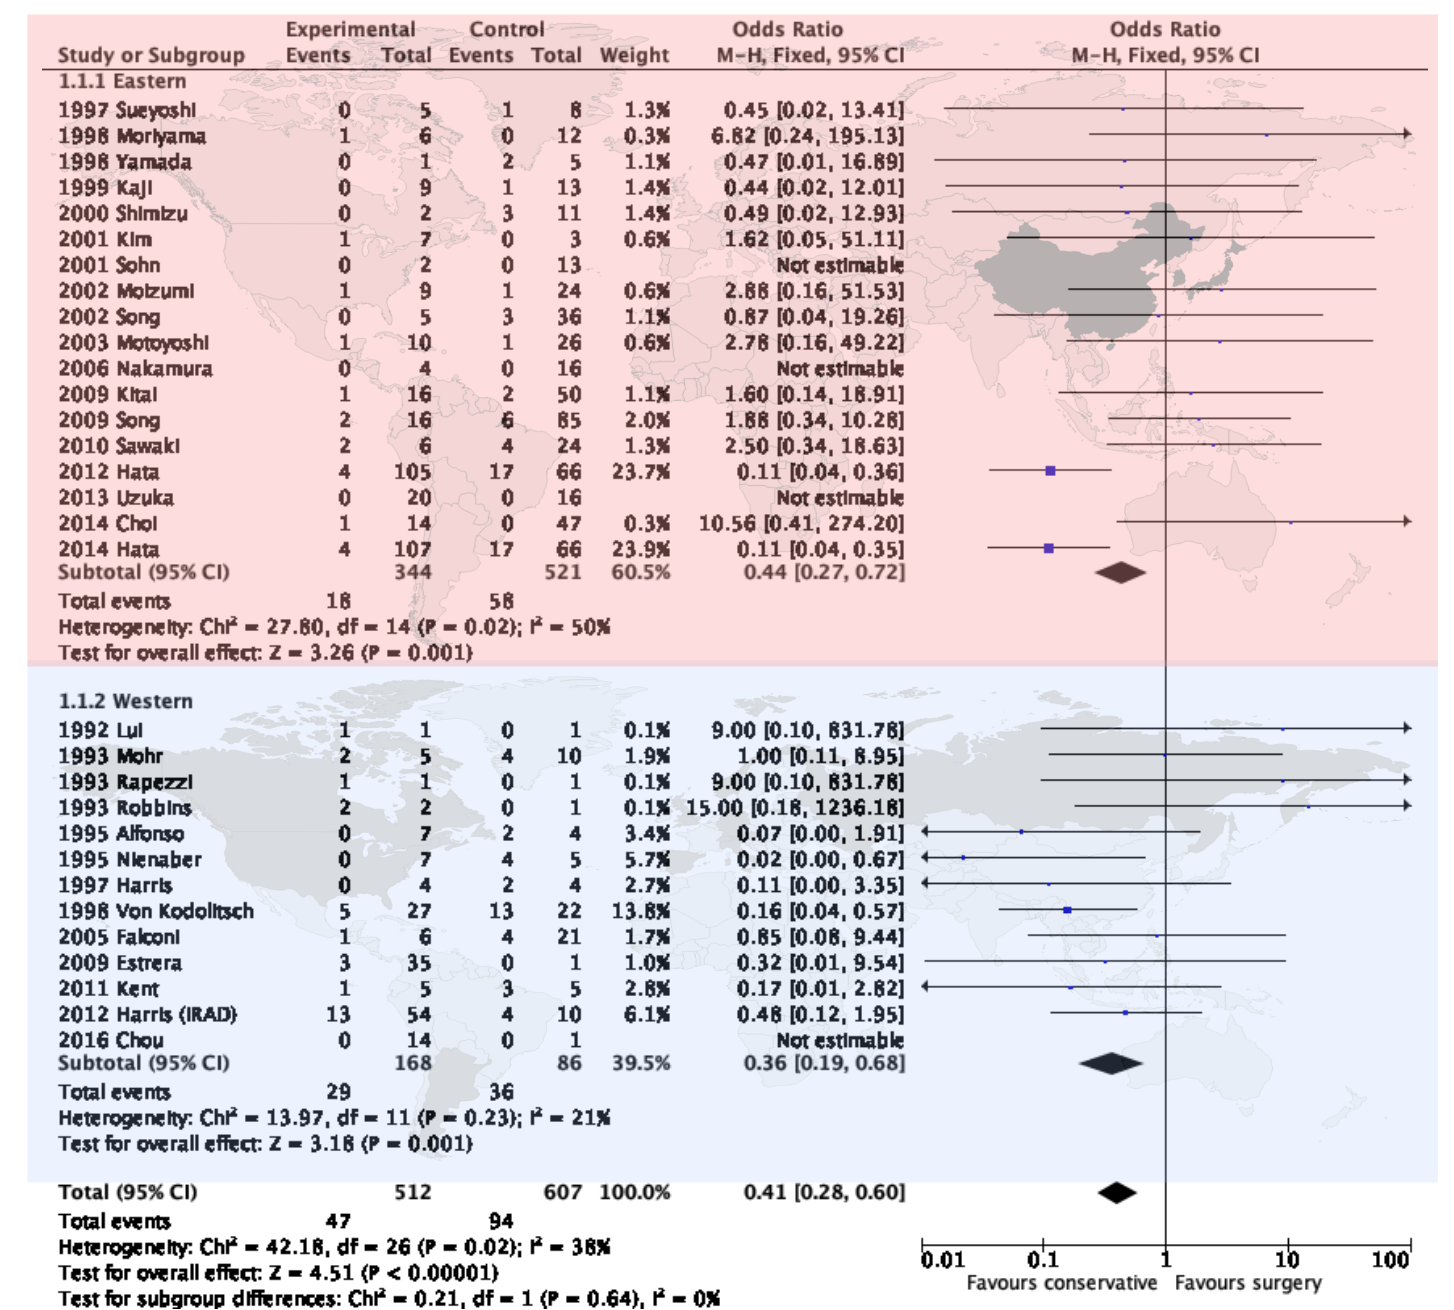 Experimental Control Odds Ratio Odds Ratio
Study or Subgroup Events Total Events Total Weight M-H, Fixed, 95% CI M-H, Fixed, 95% CI
1.1.1 Eastern
1997 Sueyoshi 0 5 1 8 1.3% 0.45 [0.02, 13.41]
1998 Moriyama 1 6 0 12 0.3% 6.82 [0.24, 195.13]
1998 Yamada 0 1 2 5 1.1% 0.47 [0.01, 16.89]
1999 Kaji 0 9 1 13 1.4% 0.44 [0.02, 12.01]
2000 Shimizu 0 2 3 11 1.4% 0.49 [0.02, 12.93]
2001 Kim 1 7 0 3 0.6% 1.62 [0.05, 51.11]
2001 Sohn 0 2 0 13 Not estimable
2002 Moizumi 1 9 1 24 0.6% 2.88 [0.16, 51.53]
2002 Song 0 5 3 36 1.1% 0.87 [0.04, 19.26]
2003 Motoyoshi 1 10 1 26 0.6% 2.78 [0.16, 49.22]
2006 Nakamura 0 4 0 16 Not estimable
2009 Kitai 1 16 2 50 1.1% 1.60 [0.14, 18.91]
2009 Song 2 16 6 85 2.0% 1.88 [0.34, 10.28]
2010 Sawaki 2 6 4 24 1.3% 2.50 [0.34, 18.63]
2012 Hata 4 105 17 66 23.7% 0.11 [0.04, 0.36]
2013 Uzuka 0 20 0 16 Not estimable
2014 Choi 1 14 0 47 0.3% 10.56 [0.41, 274.20]
2014 Hata 4 107 17 66 23.9% 0.11 [0.04, 0.35]
Subtotal (95% CI) 344 521 60.5% 0.44 [0.27, 0.72]
Total events 18 58
Heterogeneity: Chi² = 27.80, df = 14 (P = 0.02); I² = 50%
Test for overall effect: Z = 3.26 (P = 0.001)
1.1.2 Western
1992 Lui 1 1 0 1 0.1% 9.00 [0.10, 831.78]
1993 Mohr 2 5 4 10 1.9% 1.00 [0.11, 8.95]
1993 Rapezzi 1 1 0 1 0.1% 9.00 [0.10, 831.78]
1993 Robbins 2 2 0 1 0.1% 15.00 [0.18, 1236.18]
1995 Alfonso 0 7 2 4 3.4% 0.07 [0.00, 1.91]
1995 Nienaber 0 7 4 5 5.7% 0.02 [0.00, 0.67]
1997 Harris 0 4 2 4 2.7% 0.11 [0.00, 3.35]
1998 Von Kodolitsch 5 27 13 22 13.8% 0.16 [0.04, 0.57]
2005 Falconi 1 6 4 21 1.7% 0.85 [0.08, 9.44]
2009 Estrera 3 35 0 1 1.0% 0.32 [0.01, 9.54]
2011 Kent 1 5 3 5 2.8% 0.17 [0.01, 2.82]
2012 Harris (IRAD) 13 54 4 10 6.1% 0.48 [0.12, 1.95]
2016 Chou 0 14 0 1 Not estimable
Subtotal (95% CI) 168 86 39.5% 0.36 [0.19, 0.68]
Total events 29 36
Heterogeneity: Chi² = 13.97, df = 11 (P = 0.23); I² = 21%
Test for overall effect: Z = 3.18 (P = 0.001)
Total (95% CI) 512 607 100.0% 0.41 [0.28, 0.60]
Total events 47 94
Heterogeneity: Chi² = 42.18, df = 26 (P = 0.02); I² = 38%
Test for overall effect: Z = 4.51 (P < 0.00001)
Test for subgroup differences: Chi² = 0.21, df = 1 (P = 0.64), I² = 0%
0.01 0.1 1 10 100
Favours conservative Favours surgery